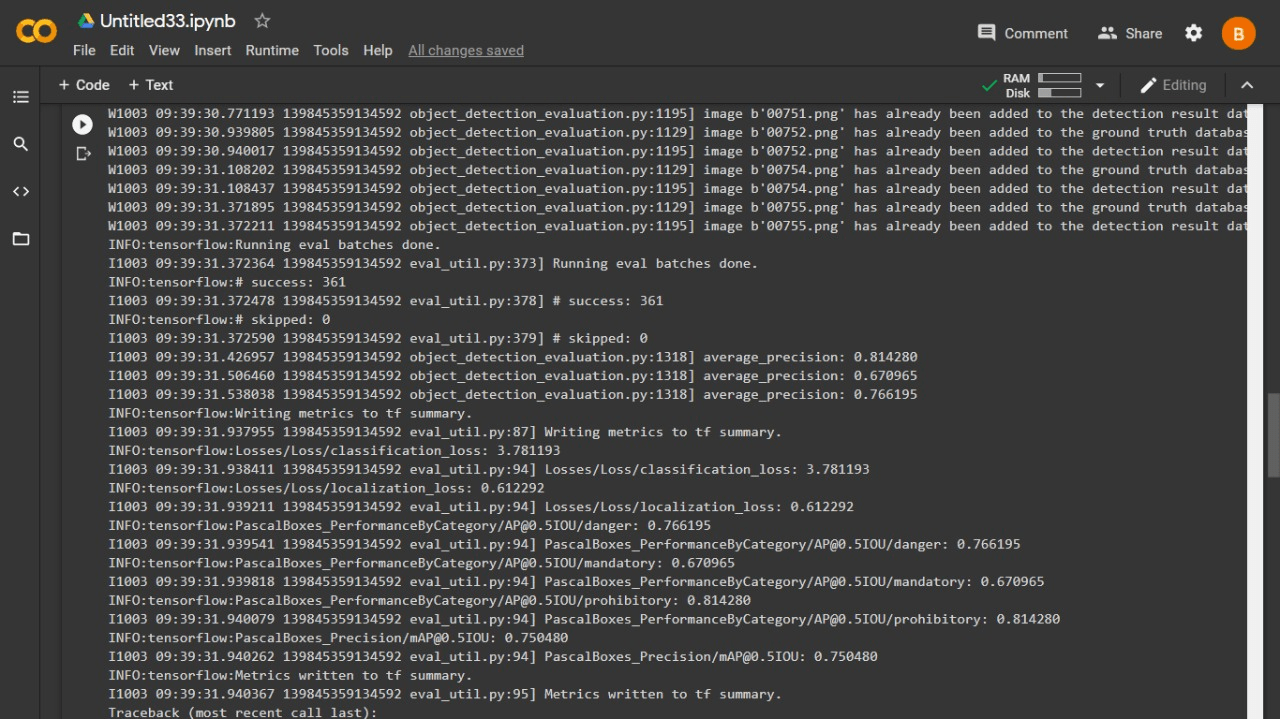 Untitled33.ipynb
File Edit View Insert Runtime Tools Help All changes saved
Comment
Share
B
+ Code + Text
RAM
Disk
Editing
W1003 09:39:30.771193 139845359134592 object_detection_evaluation.py:1195] image b'00751.png' has already been added to the detection result dat
W1003 09:39:30.939805 139845359134592 object_detection_evaluation.py:1129] image b'00752.png' has already been added to the ground truth databas
W1003 09:39:30.940017 139845359134592 object_detection_evaluation.py:1195] image b'00752.png' has already been added to the detection result dat
W1003 09:39:31.108202 139845359134592 object_detection_evaluation.py:1129] image b'00754.png' has already been added to the ground truth databas
W1003 09:39:31.108437 139845359134592 object_detection_evaluation.py:1195] image b'00754.png' has already been added to the detection result dat
W1003 09:39:31.371895 139845359134592 object_detection_evaluation.py:1129] image b'00755.png' has already been added to the ground truth databas
W1003 09:39:31.372211 139845359134592 object_detection_evaluation.py:1195] image b'00755.png' has already been added to the detection result dat
INFO:tensorflow:Running eval batches done.
I1003 09:39:31.372364 139845359134592 eval_util.py:373] Running eval batches done.
INFO:tensorflow:# success: 361
I1003 09:39:31.372478 139845359134592 eval_util.py:378] # success: 361
INFO:tensorflow:# skipped: 0
I1003 09:39:31.372590 139845359134592 eval_util.py:379] # skipped: 0
I1003 09:39:31.426957 139845359134592 object_detection_evaluation.py:1318] average_precision: 0.814280
I1003 09:39:31.506460 139845359134592 object_detection_evaluation.py:1318] average_precision: 0.670965
I1003 09:39:31.538038 139845359134592 object_detection_evaluation.py:1318] average_precision: 0.766195
INFO:tensorflow:Writing metrics to tf summary.
I1003 09:39:31.937955 139845359134592 eval_util.py:87] Writing metrics to tf summary.
INFO:tensorflow:Losses/Loss/classification_loss: 3.781193
I1003 09:39:31.938411 139845359134592 eval_util.py:94] Losses/Loss/classification_loss: 3.781193
INFO:tensorflow:Losses/Loss/localization_loss: 0.612292
I1003 09:39:31.939211 139845359134592 eval_util.py:94] Losses/Loss/localization_loss: 0.612292
INFO:tensorflow:PascalBoxes_PerformanceByCategory/AP@0.5IOU/danger: 0.766195
I1003 09:39:31.939541 139845359134592 eval_util.py:94] PascalBoxes_PerformanceByCategory/AP@0.5IOU/danger: 0.766195
INFO:tensorflow:PascalBoxes_PerformanceByCategory/AP@0.5IOU/mandatory: 0.670965
I1003 09:39:31.939818 139845359134592 eval_util.py:94] PascalBoxes_PerformanceByCategory/AP@0.5IOU/mandatory: 0.670965
INFO:tensorflow:PascalBoxes_PerformanceByCategory/AP@0.5IOU/prohibitory: 0.814280
I1003 09:39:31.940079 139845359134592 eval_util.py:94] PascalBoxes_PerformanceByCategory/AP@0.5IOU/prohibitory: 0.814280
INFO:tensorflow:PascalBoxes_Precision/mAP@0.5IOU: 0.750480
I1003 09:39:31.940262 139845359134592 eval_util.py:94] PascalBoxes_Precision/mAP@0.5IOU: 0.750480
INFO:tensorflow:Metrics written to tf summary.
I1003 09:39:31.940367 139845359134592 eval_util.py:95] Metrics written to tf summary.
Traceback (most recent call last):